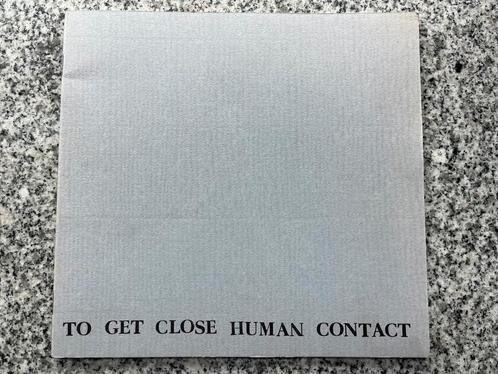 TO GET CLOSE HUMAN CONTACT